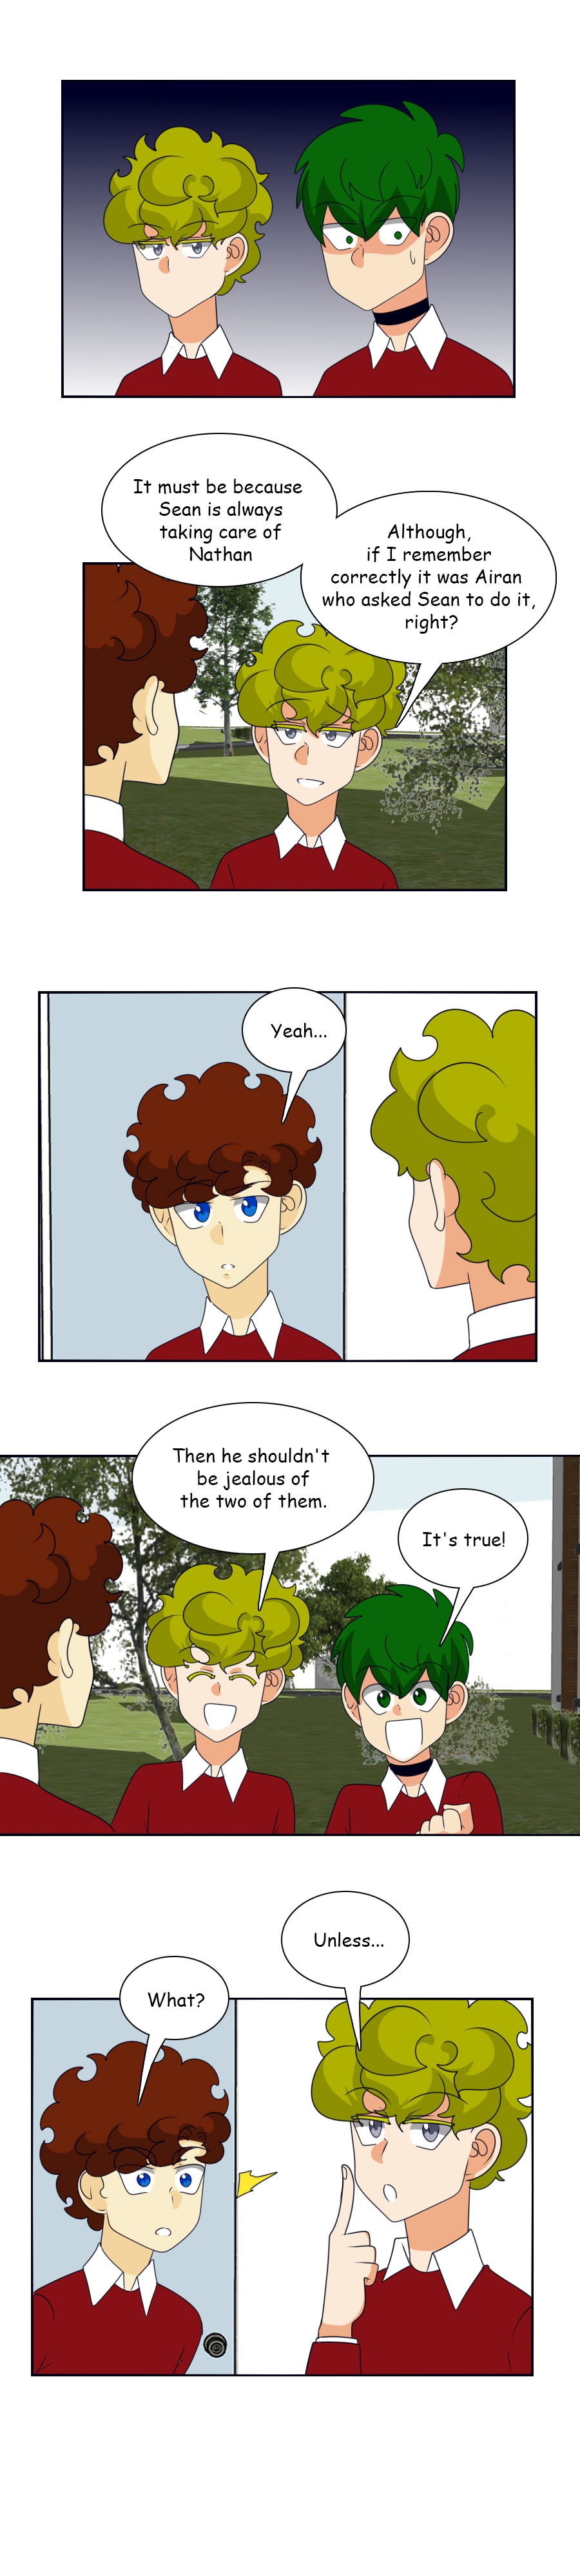 It must be because
Sean is always
taking care of
Nathan
Although,
if I remember
correctly it was Airan
who asked Sean to do it,
right?
Yeah...
Then he shouldn't
be jealous of
the two of them.
It's true!
Unless...
What?